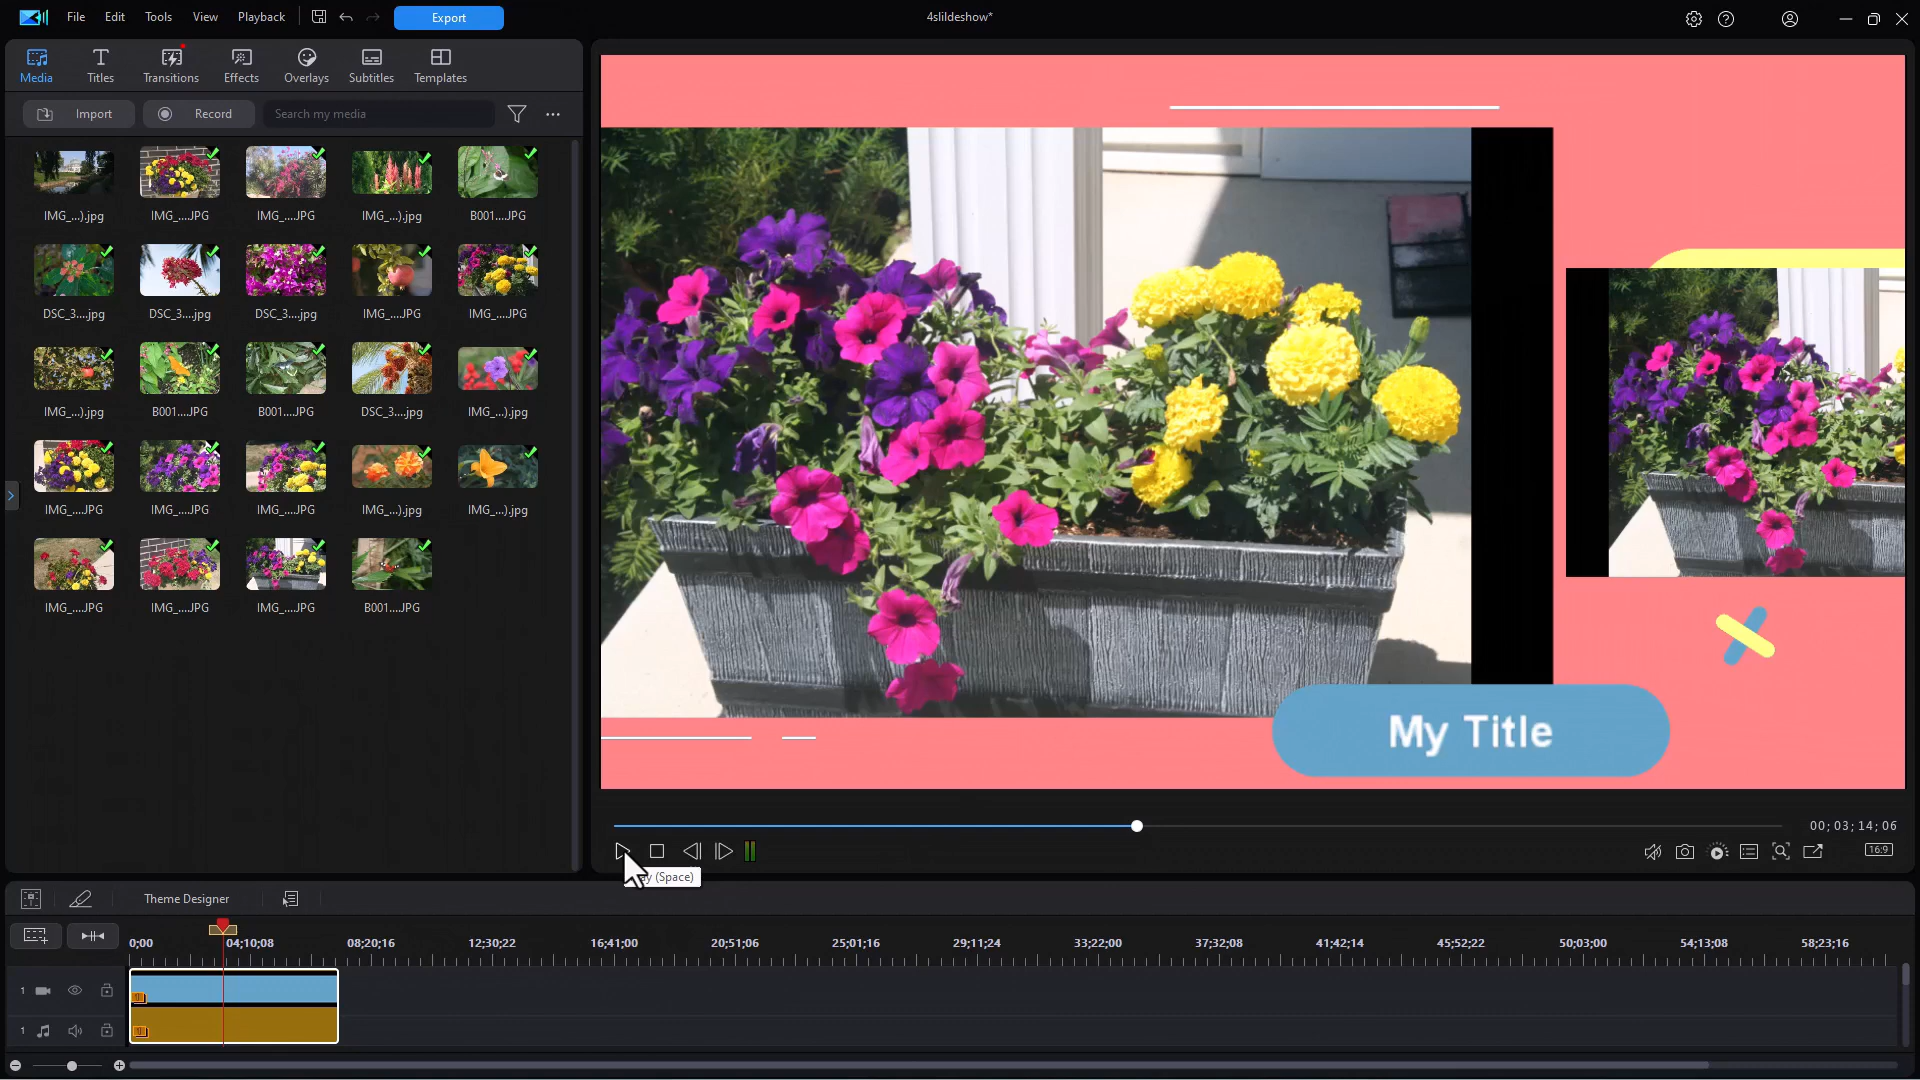 File Edit Tools View Playback Export 4slildeshow*
Media Titles Transitions Effects Overlays Subtitles Templates
Import Record Search my media
IMG_...).jpg IMG_....JPG IMG_....JPG IMG_...).jpg B001....JPG
DSC_3....jpg DSC_3....jpg DSC_3....jpg IMG_....JPG IMG_....JPG
IMG_...).jpg B001....JPG B001....JPG DSC_3....jpg IMG_...).jpg
IMG_....JPG IMG_....JPG IMG_....JPG IMG_...).jpg IMG_...).jpg
IMG_....JPG IMG_....JPG IMG_....JPG B001....JPG
My Title
00; 03; 14; 06
(Space)
16:9
Theme Designer
0;00 04;10;08 08;20;16 12;30;22 16;41;00 20;51;06 25;01;16 29;11;24 33;22;00 37;32;08 41;42;14 45;52;22 50;03;00 54;13;08 58;23;16
1
1